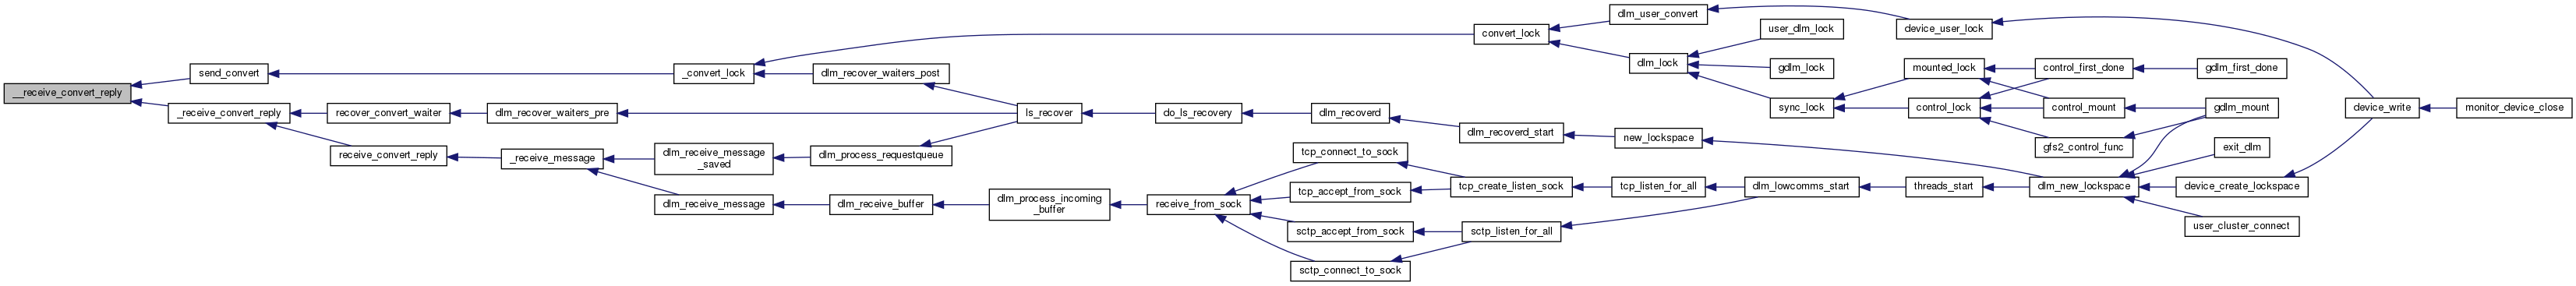 __receive_convert_reply
send_convert
_receive_convert_reply
recover_convert_waiter
receive_convert_reply
dlm_recover_waiters_pre
_receive_message
_convert_lock
dlm_receive_message
_saved
dlm_receive_message
dlm_recover_waiters_post
dlm_process_requestqueue
dlm_receive_buffer
ls_recover
dlm_process_incoming
_buffer
do_ls_recovery
receive_from_sock
dlm_recoverd
tcp_connect_to_sock
tcp_accept_from_sock
sctp_accept_from_sock
sctp_connect_to_sock
convert_lock
dlm_recoverd_start
tcp_create_listen_sock
sctp_listen_for_all
dlm_user_convert
dlm_lock
new_lockspace
tcp_listen_for_all
user_dlm_lock
gdlm_lock
sync_lock
dlm_lowcomms_start
device_user_lock
mounted_lock
control_lock
threads_start
control_first_done
control_mount
gfs2_control_func
dlm_new_lockspace
gdlm_first_done
gdlm_mount
exit_dlm
device_create_lockspace
user_cluster_connect
device_write
monitor_device_close